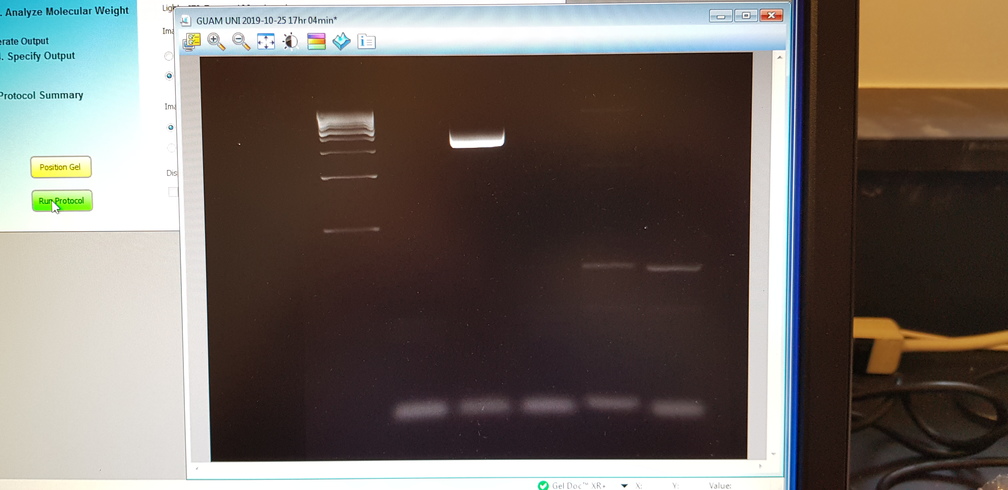 . Analyze Molecular Weight
erate Output
. Specify Output
Protocol Summary
Position Gel
Run Protocol
Ima
Ima
Dis
GUAM UNI 2019-10-25 17hr 04min*
Gel Doc™ XR+ X: Y: Value: